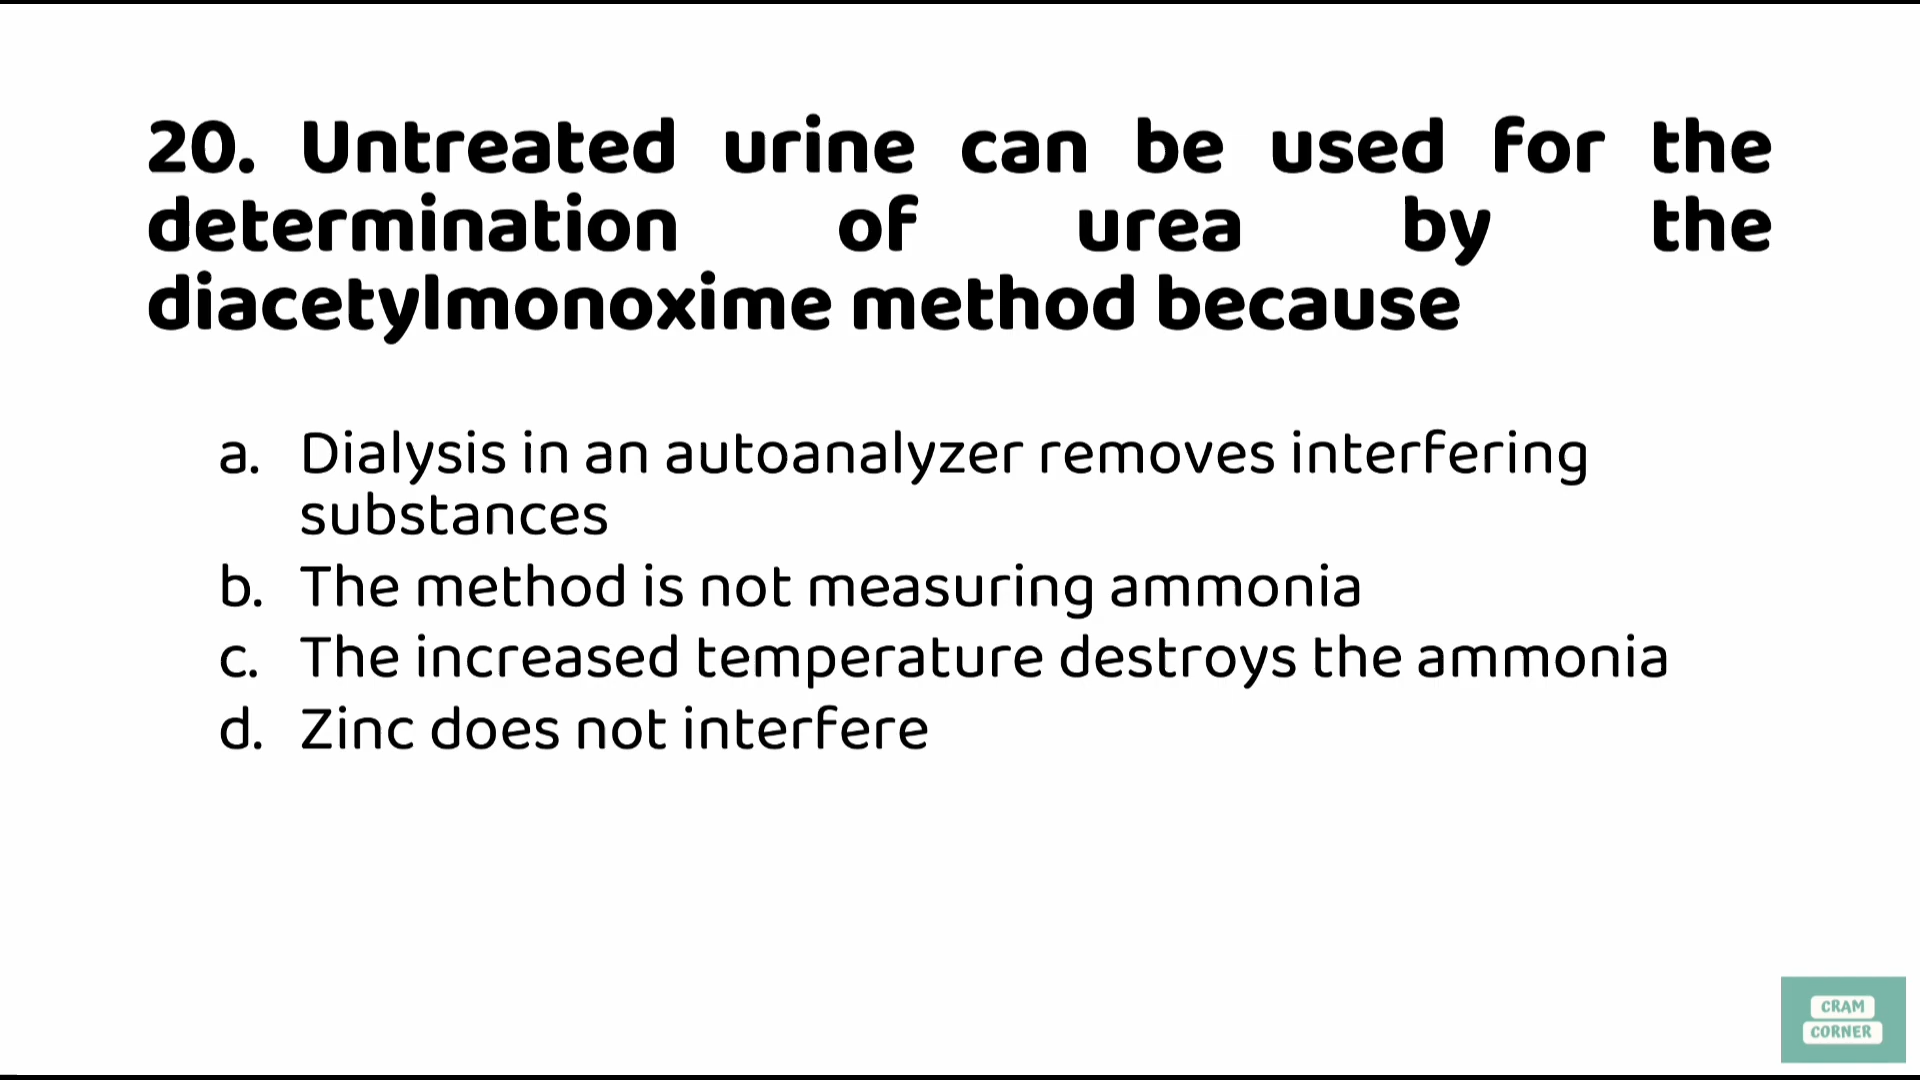 20. Untreated urine can be used for the
determination of urea by the
diacetylmonoxime method because
a. Dialysis in an autoanalyzer removes interfering
substances
b. The method is not measuring ammonia
c. The increased temperature destroys the ammonia
d. Zinc does not interfere
CRAM
CORNER